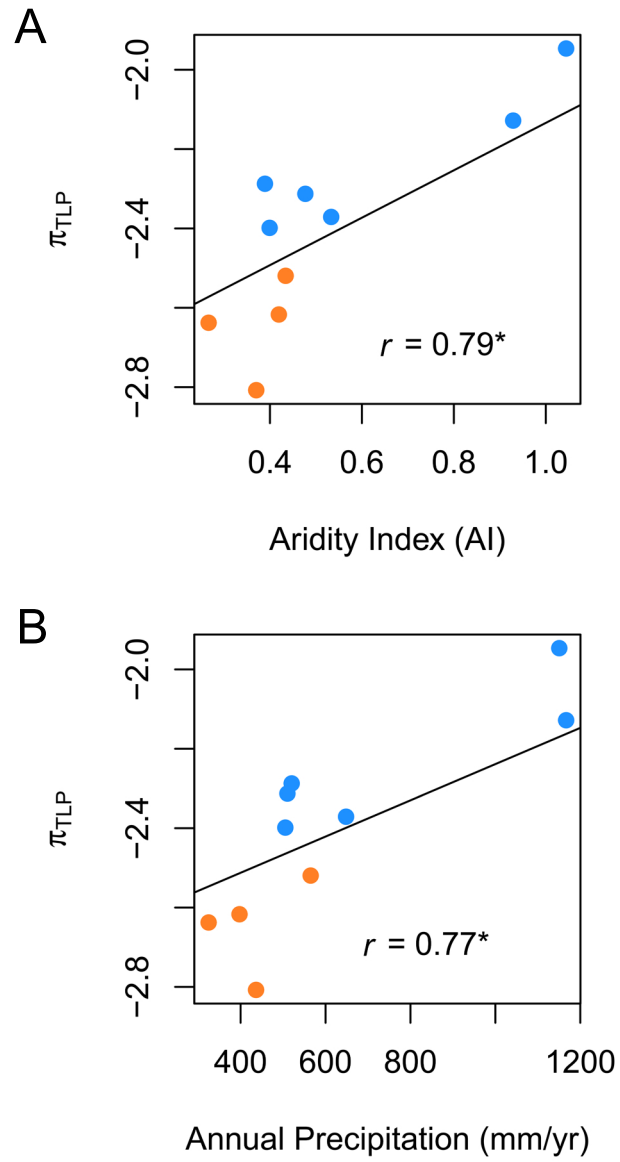 A
−2.0
−2.4
−2.8
πTLP
r = 0.79*
0.4 0.6 0.8 1.0
Aridity Index (AI)
B
−2.0
−2.4
−2.8
πTLP
r = 0.77*
400 600 800 1200
Annual Precipitation (mm/yr)